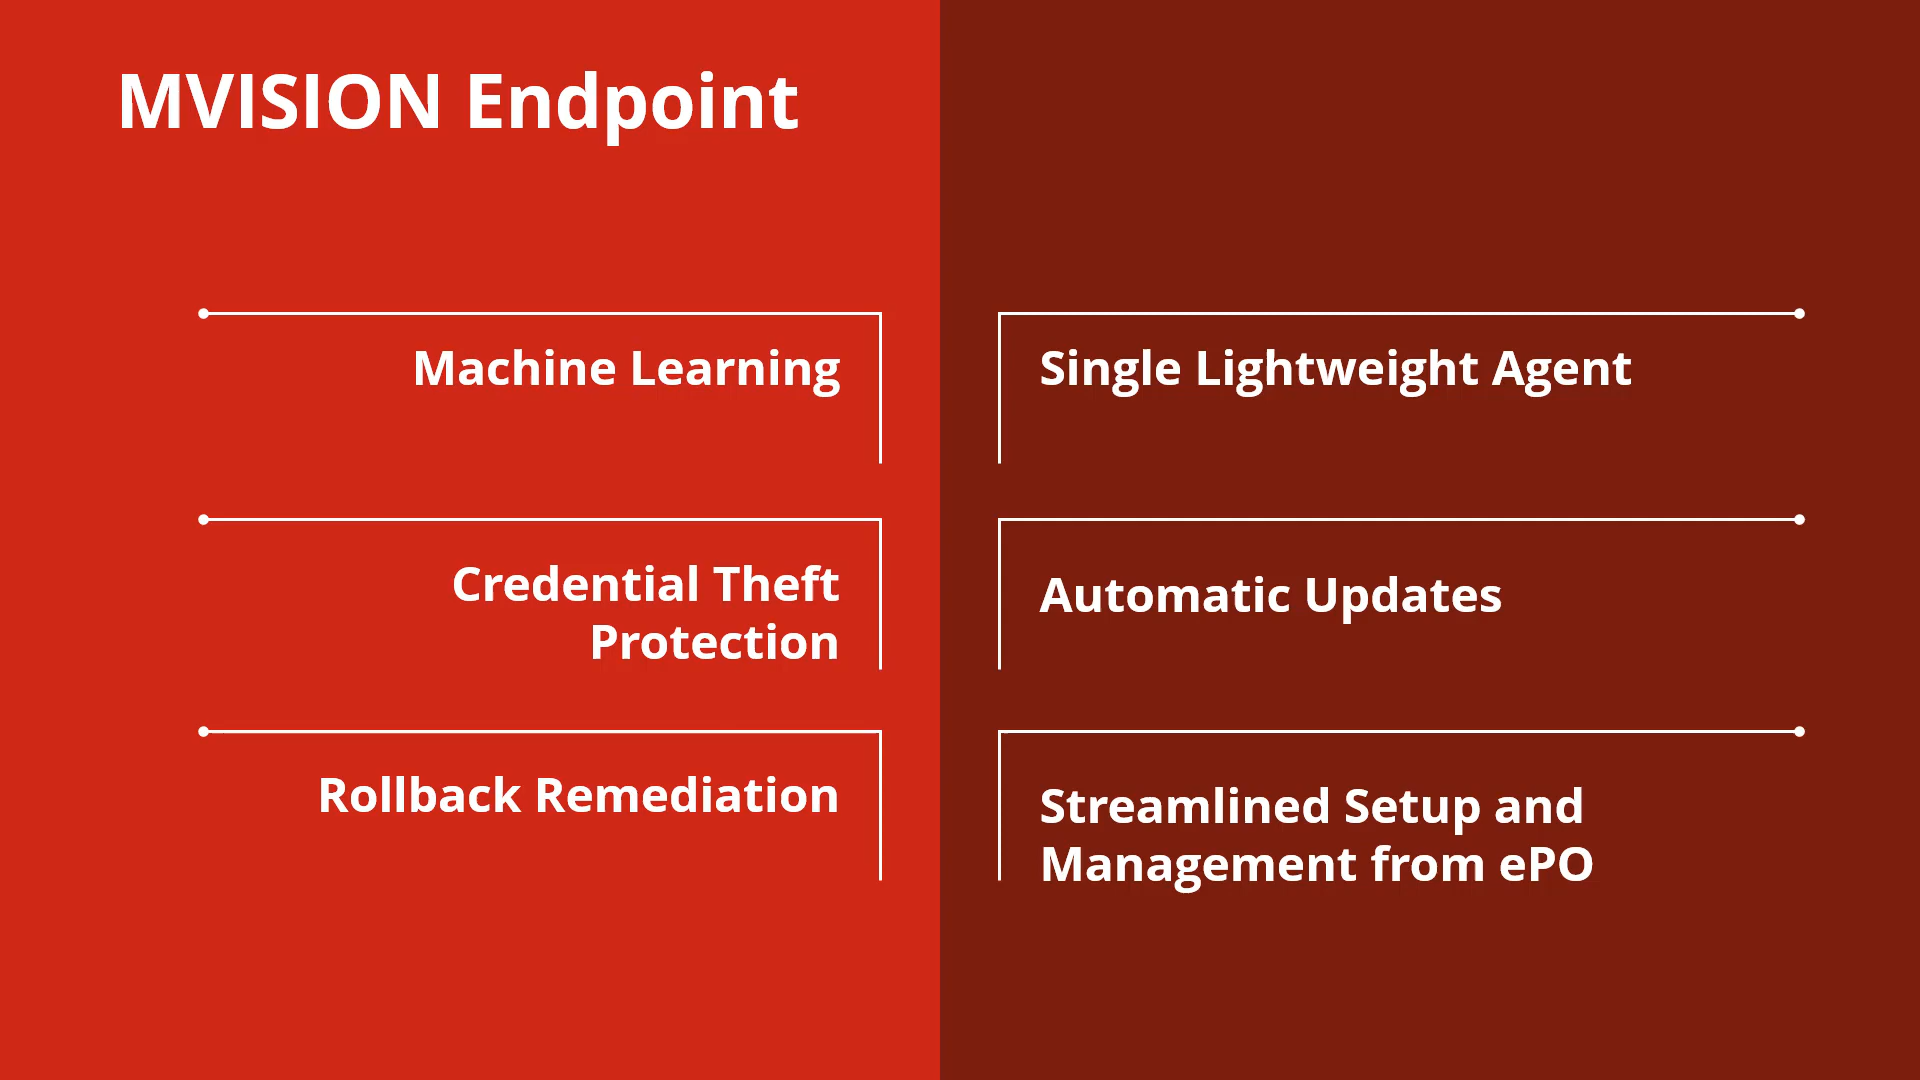 MVISION Endpoint
Machine Learning
Credential Theft
Protection
Rollback Remediation
Single Lightweight Agent
Automatic Updates
Streamlined Setup and
Management from ePO